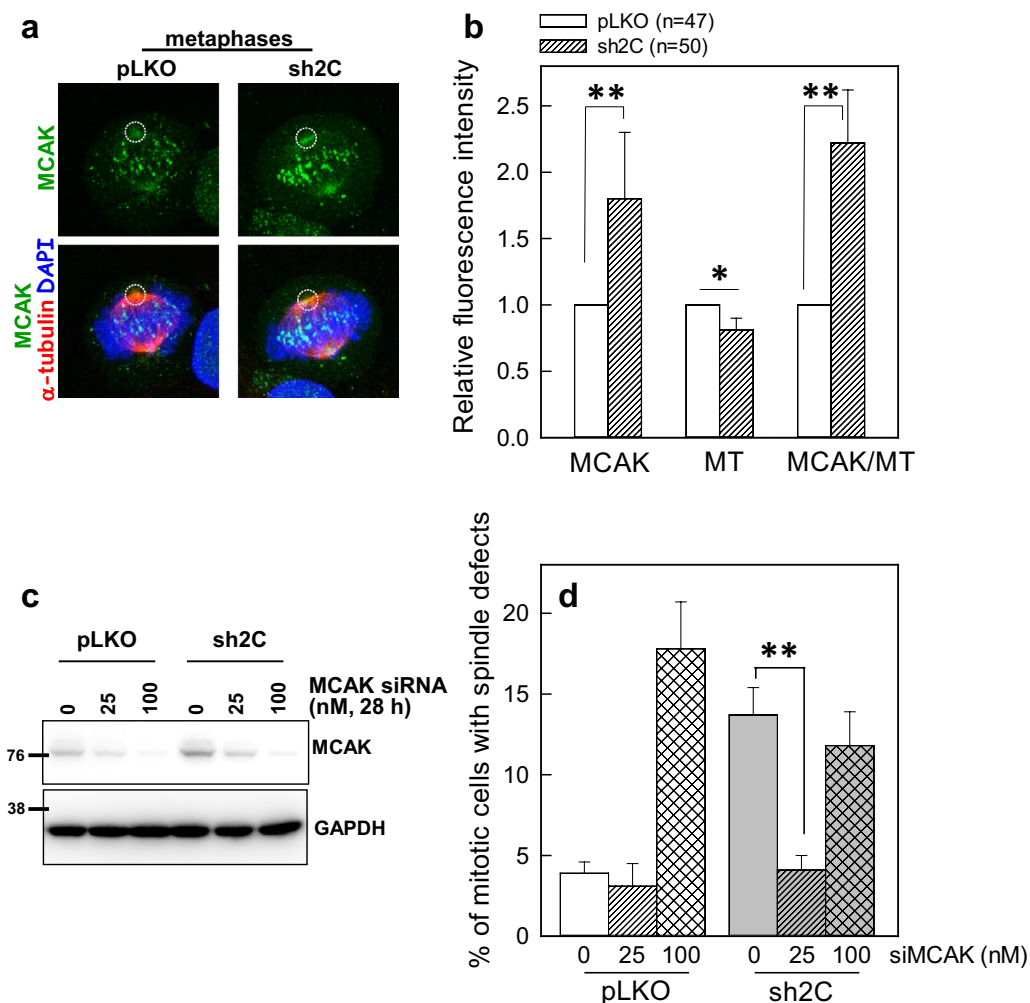 a
metaphases
pLKO sh2C
MCAK
MCAK
α-tubulin DAPI
b
pLKO (n=47)
sh2C (n=50)
Relative fluorescence intensity
2.5
2.0
1.5
1.0
0.5
0.0
** * **
MCAK MT MCAK/MT
c
pLKO sh2C
0 25 100 0 25 100
MCAK siRNA
(nM, 28 h)
76
MCAK
38
GAPDH
d
% of mitotic cells with spindle defects
20
15
10
5
0
**
0 25 100 0 25 100 siMCAK (nM)
pLKO sh2C